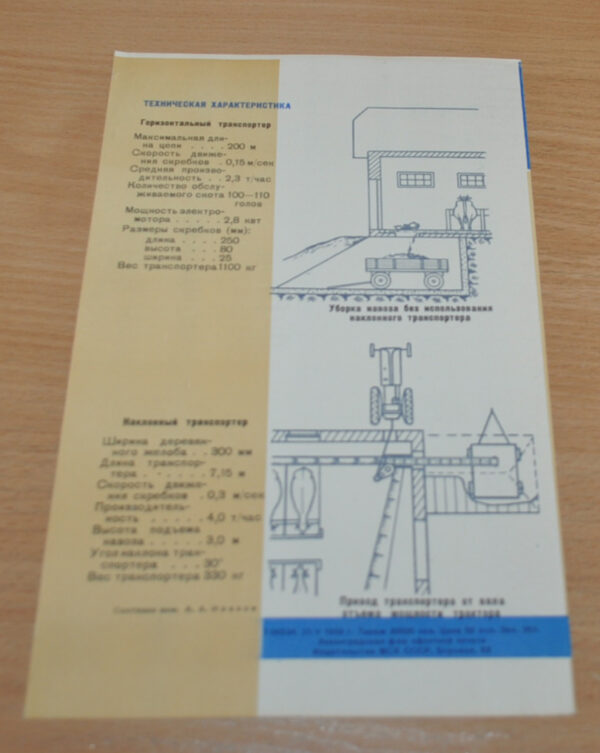 ТЕХНИЧЕСКАЯ ХАРАКТЕРИСТИКА
Горизонтальный транспортер
Максимальная дли-
на цепи . . . . 200 м
Скорость движе-
ния скребков . 0,15 м/сек
Средняя произво-
дительность . . 2,3 т/час
Количество обслу-
живаемого скота 100—110
голов
Мощность электро-
мотора . . . . . 2,8 квт
Размеры скребков (мм):
длина . . . . 250
высота . . . 80
ширина . . . 25
Вес транспортера 1100 кг
Уборка навоза без использования
наклонного транспортера
Наклонный транспортер
Ширина деревян-
ного желоба . . 300 мм
Длина транспор-
тера . . . . . 7,15 м
Скорость движе-
ния скребков . 0,3 м/сек
Производитель-
ность . . . . . 4,0 т/час
Высота подъема
навоза . . . . . 3,0 м
Угол наклона тран-
спортера . . . 30°
Вес транспортера 330 кг
Привод транспортера от вала
отъема мощности трактора